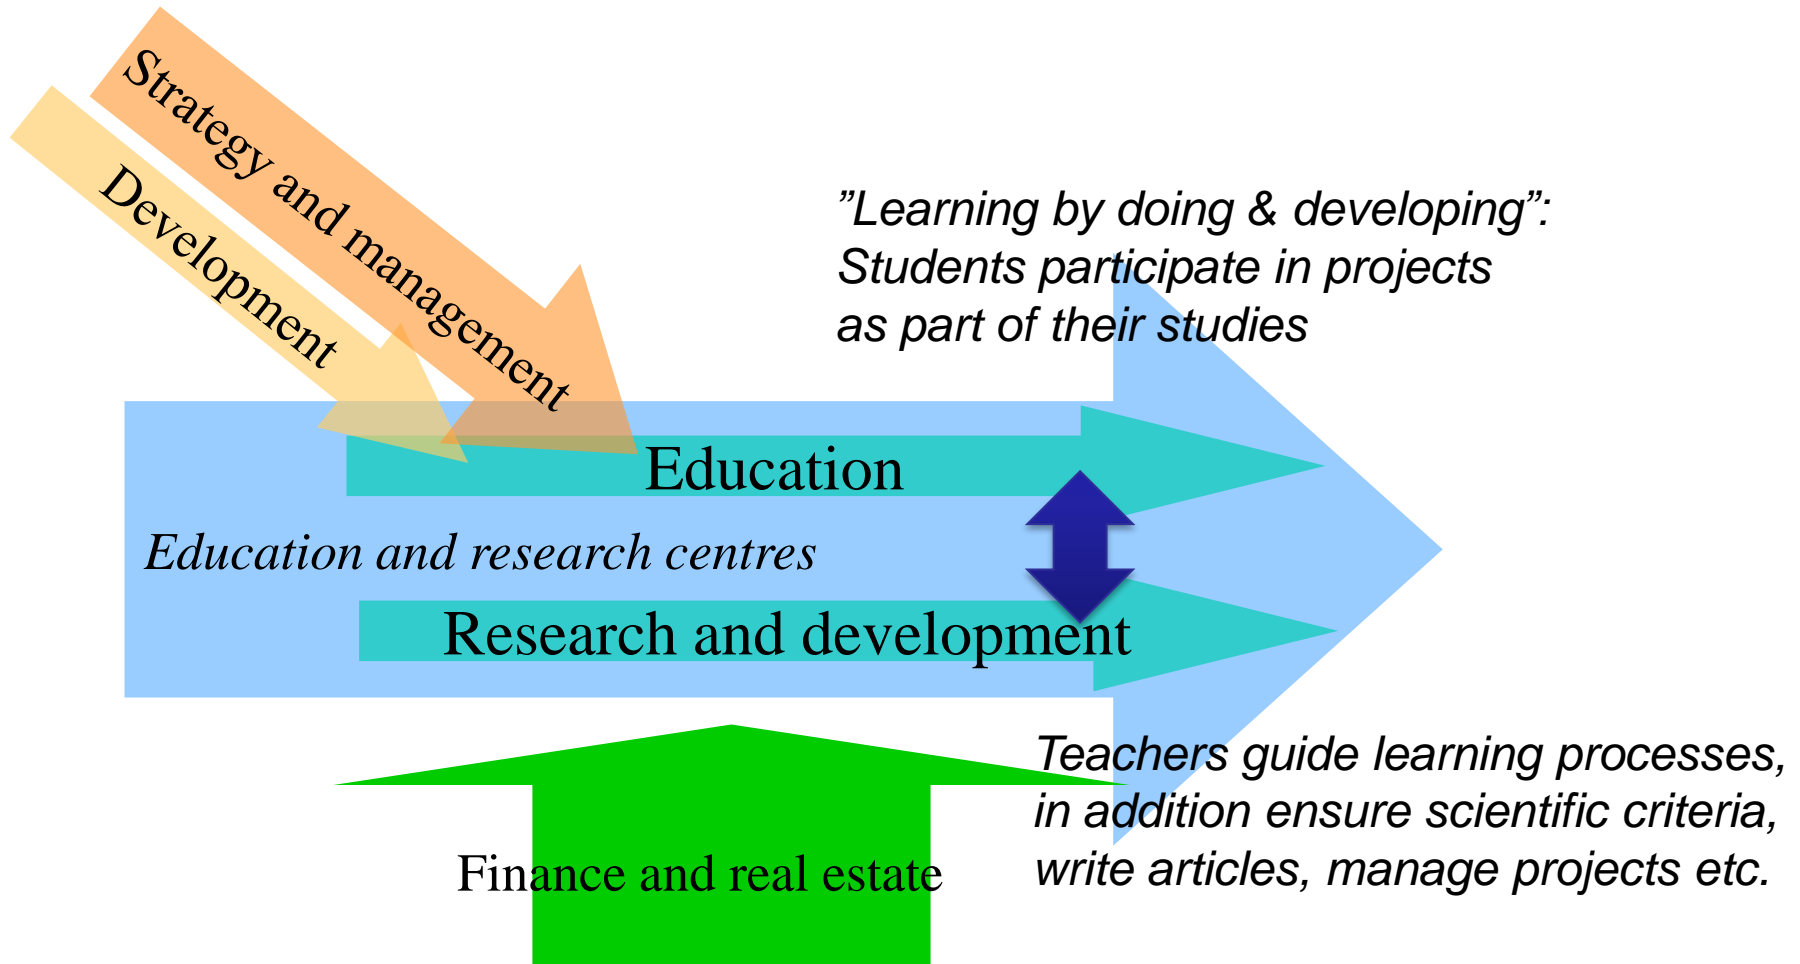 Strategy and management
Development
”Learning by doing & developing”:
Students participate in projects
as part of their studies
Education
Education and research centres
Research and development
Teachers guide learning processes,
in addition ensure scientific criteria,
write articles, manage projects etc.
Finance and real estate